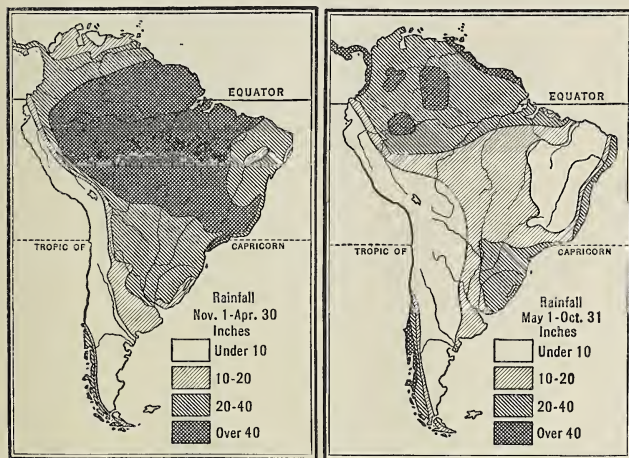 EQUATOR
TROPIC OF CAPRICORN
Rainfall
Nov. 1-Apr. 30
Inches
Under 10
10-20
20-40
Over 40
EQUATOR
TROPIC OF CAPRICORN
Rainfall
May 1-Oct. 31
Inches
Under 10
10-20
20-40
Over 40